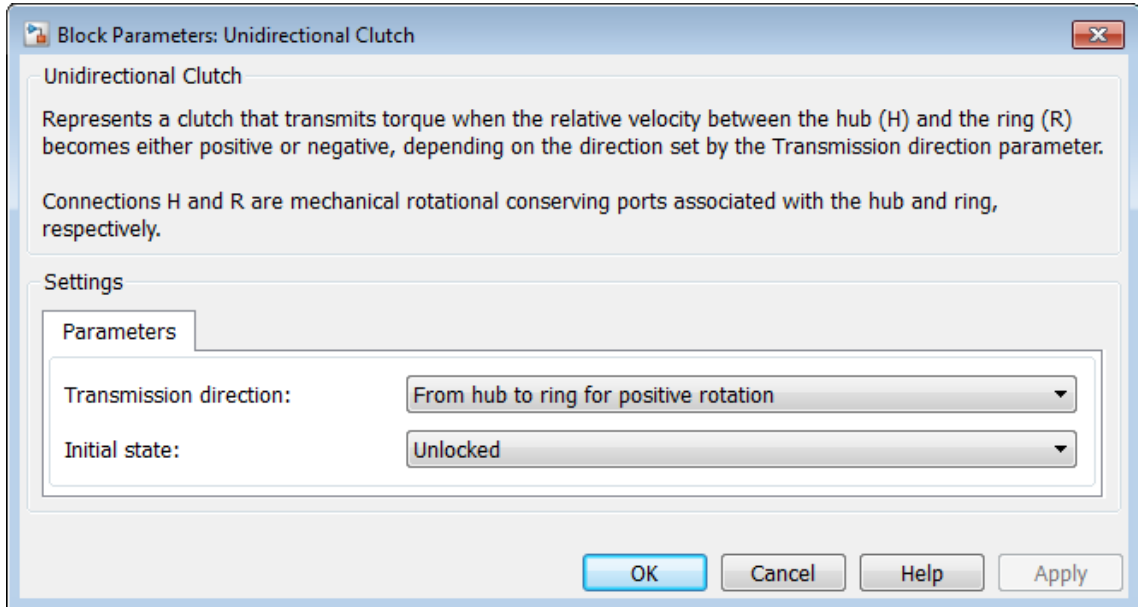 Block Parameters: Unidirectional Clutch
Unidirectional Clutch
Represents a clutch that transmits torque when the relative velocity between the hub (H) and the ring (R)
becomes either positive or negative, depending on the direction set by the Transmission direction parameter.
Connections H and R are mechanical rotational conserving ports associated with the hub and ring,
respectively.
Settings
Parameters
Transmission direction: From hub to ring for positive rotation
Initial state: Unlocked
OK Cancel Help Apply